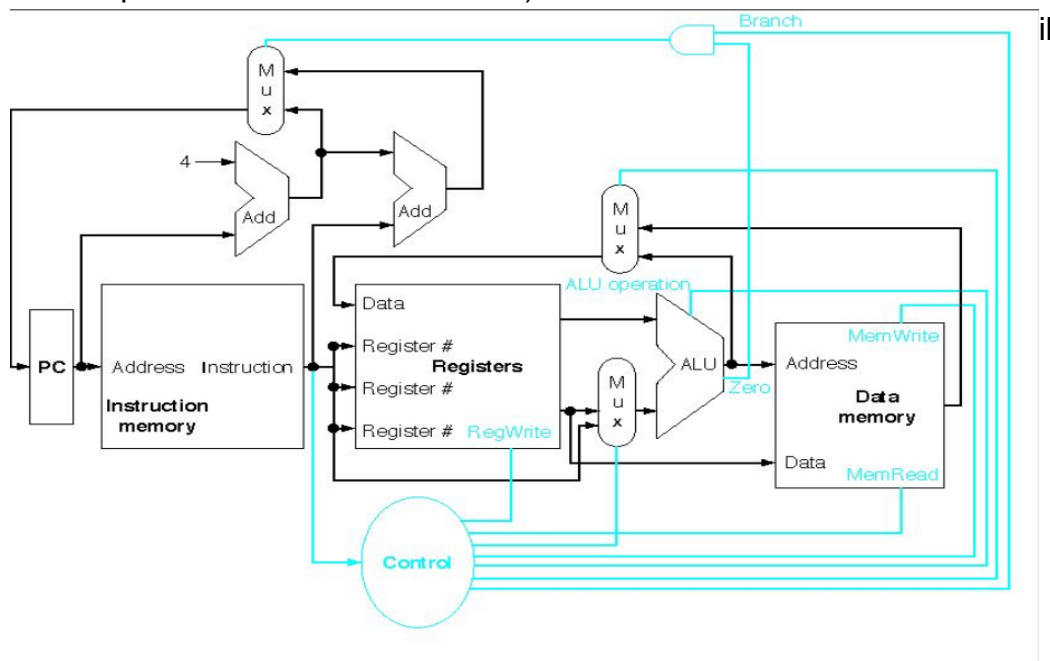 Branch
il
M
u
x
4
Add
Add
M
u
x
ALU operation
Data
Register #
Registers
Register #
Register #
RegWrite
PC
Address Instruction
Instruction
memory
M
u
x
ALU
Zero
MemWrite
Address
Data
memory
Data
MemRead
Control